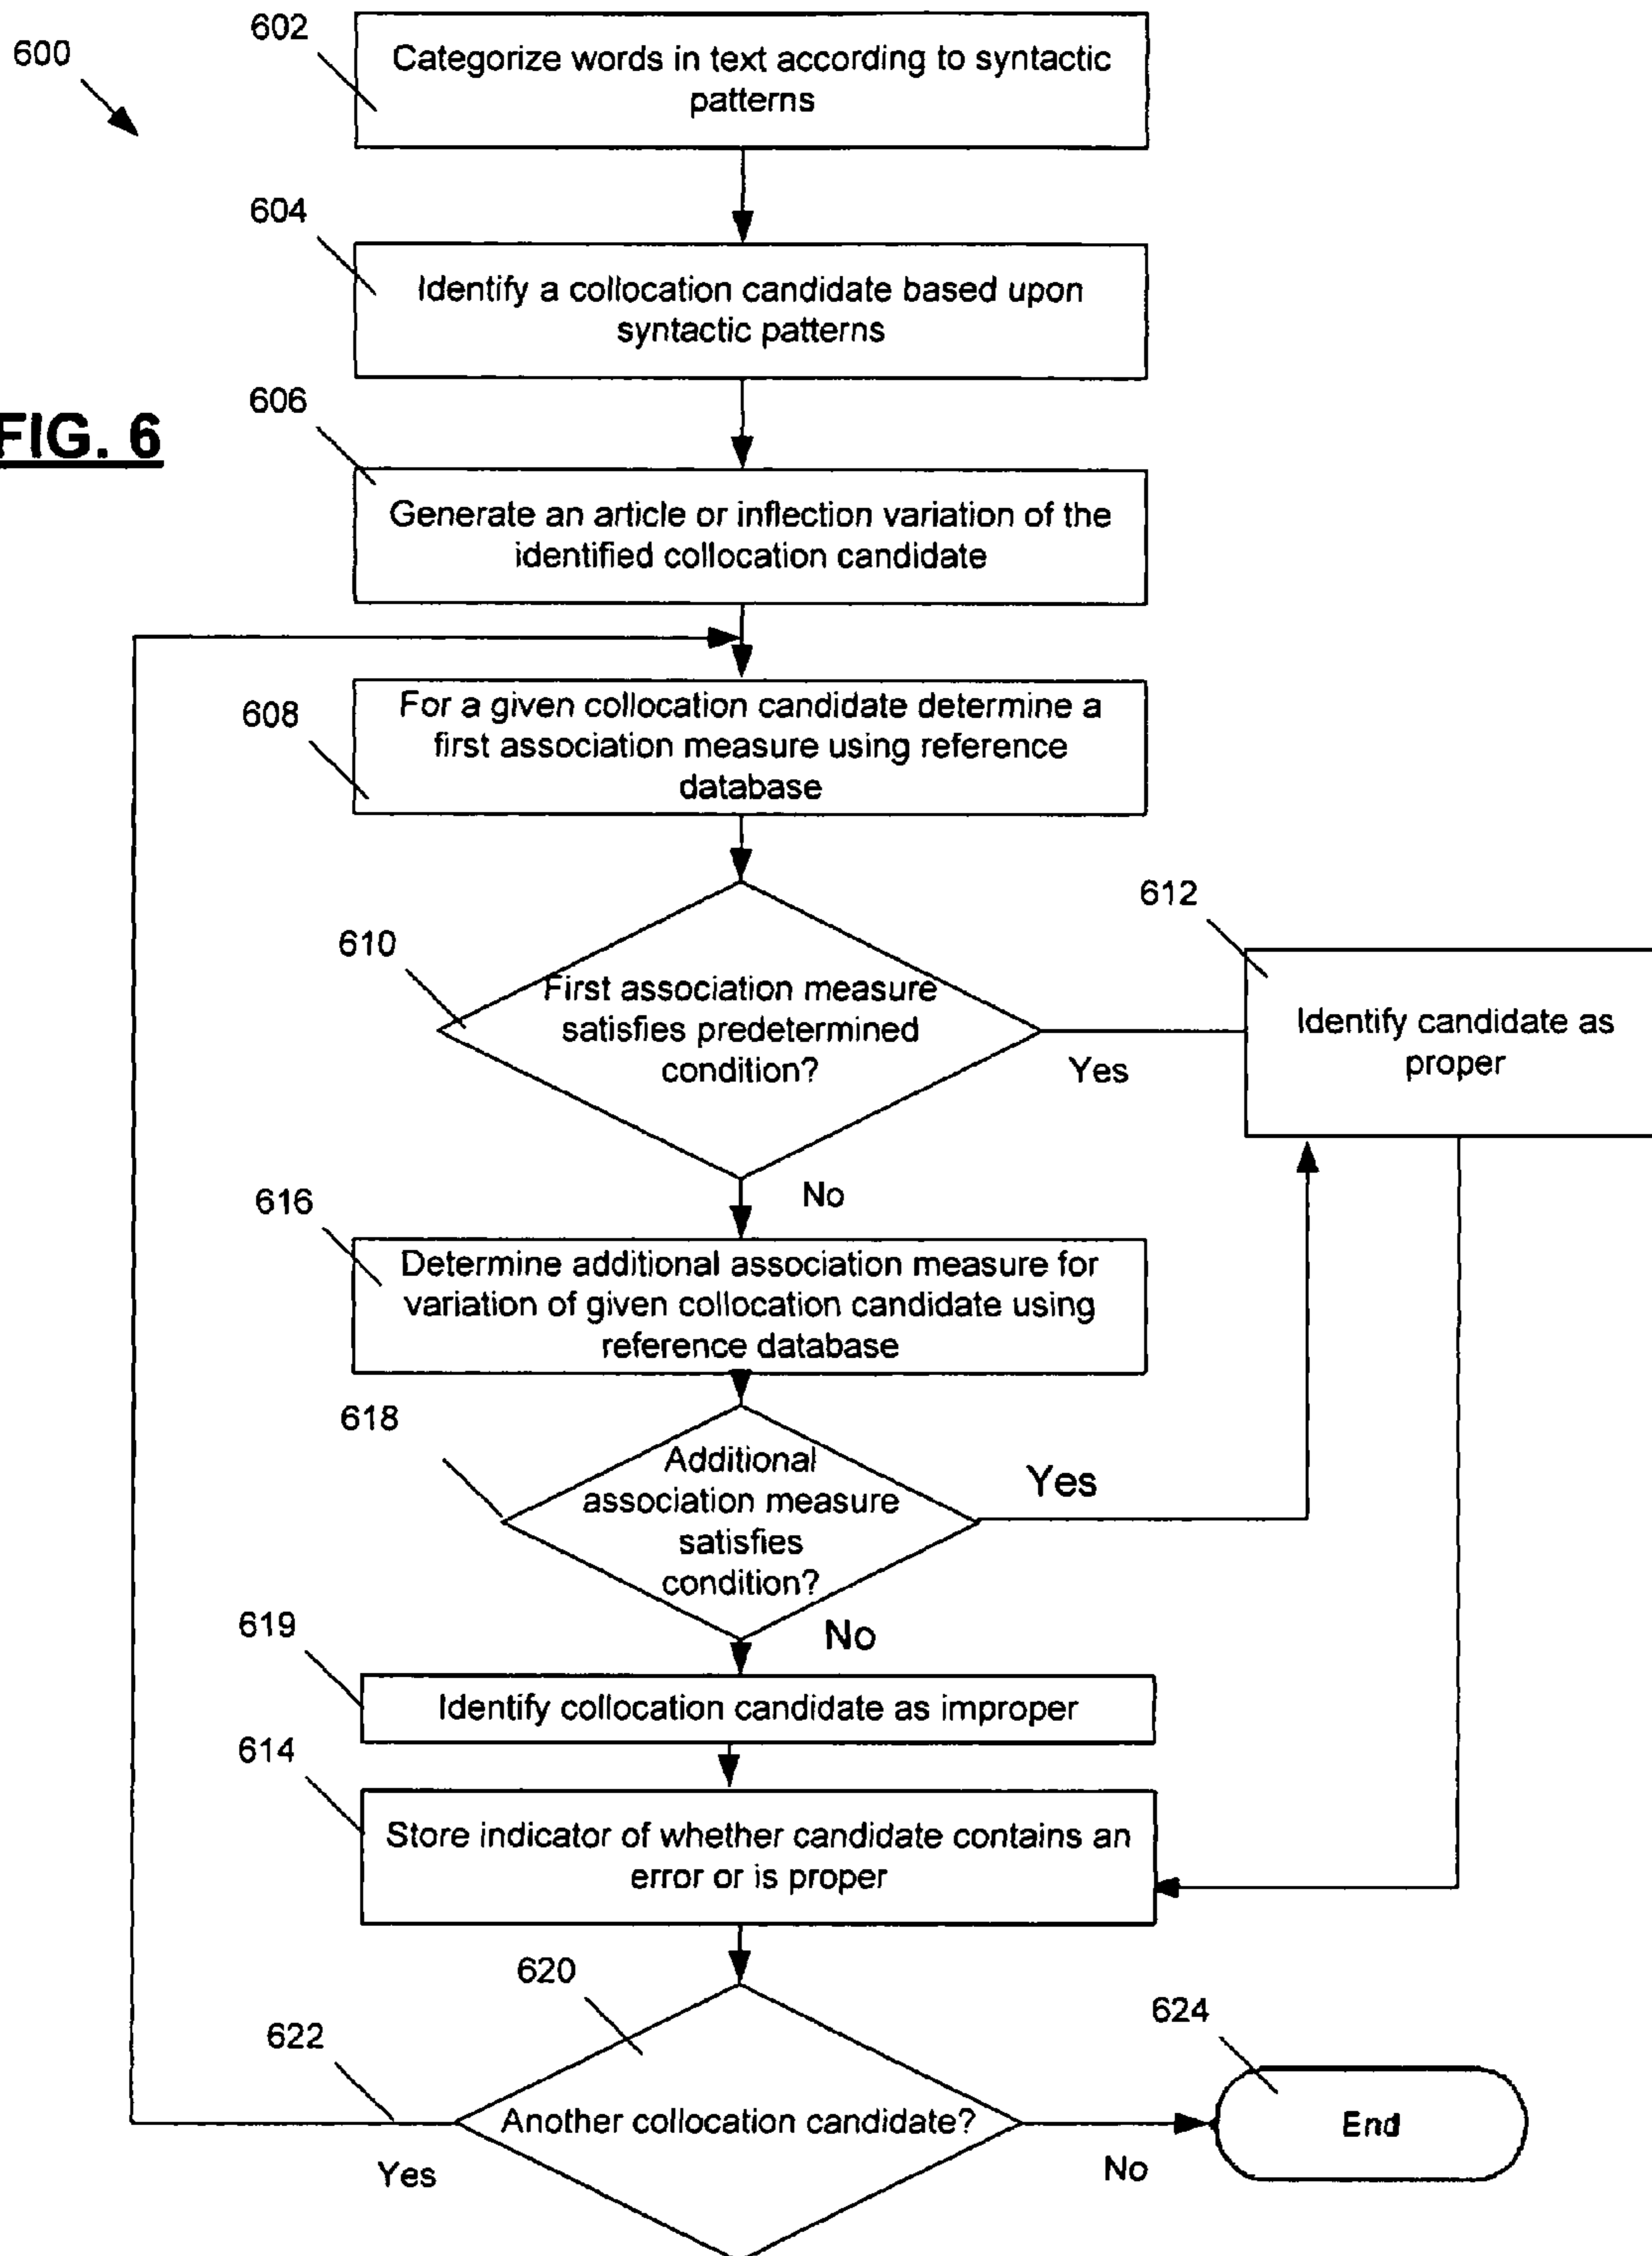 600
602
Categorize words in text according to syntactic
patterns
604
Identify a collocation candidate based upon
syntactic patterns
FIG. 6
606
Generate an article or inflection variation of the
identified collocation candidate
608
For a given collocation candidate determine a
first association measure using reference
database
610
First association measure
satisfies predetermined
condition?
Yes
612
Identify candidate as
proper
No
616
Determine additional association measure for
variation of given collocation candidate using
reference database
618
Additional
association measure
satisfies
condition?
Yes
No
619
Identify collocation candidate as improper
614
Store indicator of whether candidate contains an
error or is proper
620
622
Another collocation candidate?
Yes
No
624
End